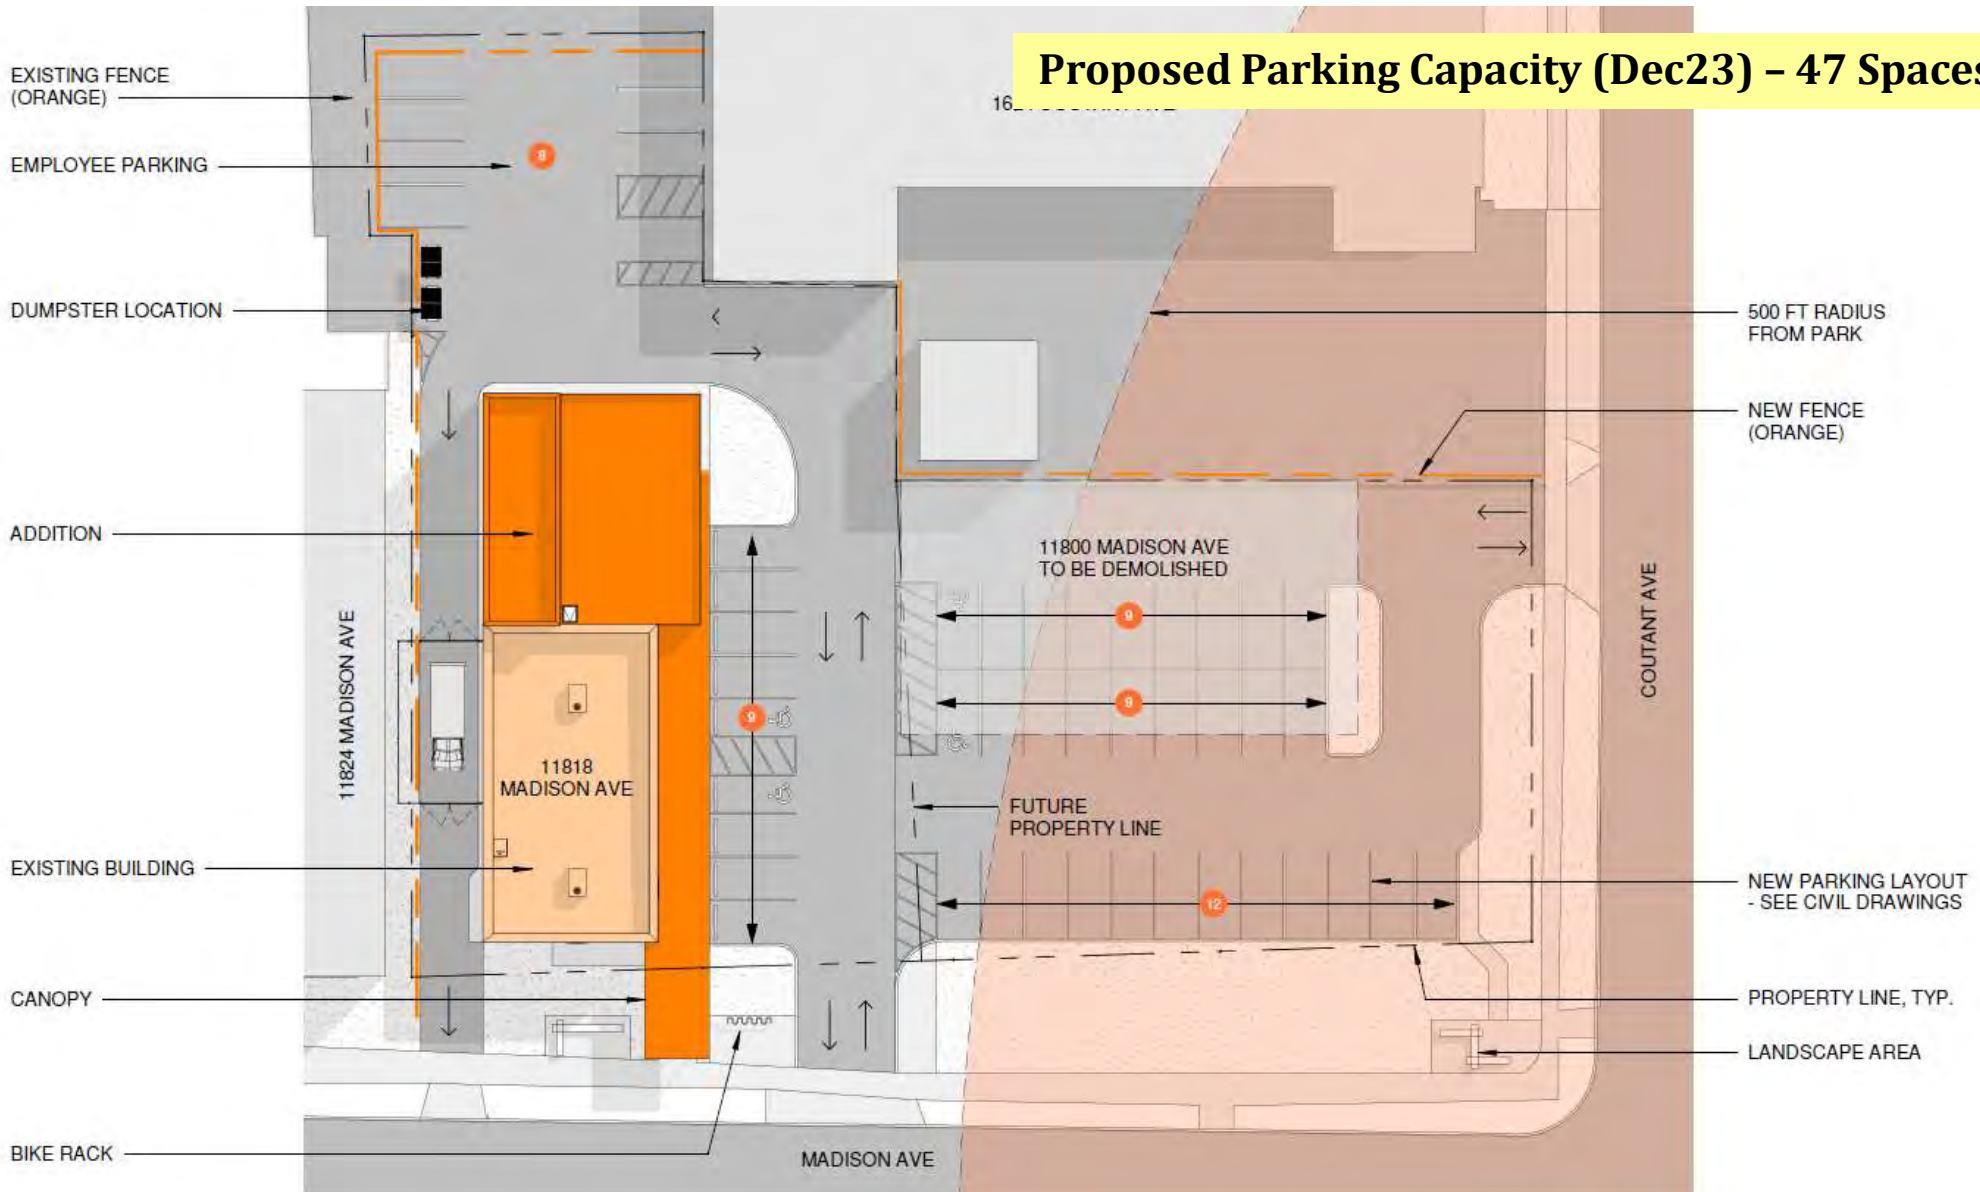 Proposed Parking Capacity (Dec23) – 47 Spaces
EXISTING FENCE
(ORANGE)
EMPLOYEE PARKING
8
DUMPSTER LOCATION
500 FT RADIUS
FROM PARK
NEW FENCE
(ORANGE)
ADDITION
11800 MADISON AVE
TO BE DEMOLISHED
9
9
9
11824 MADISON AVE
COUTANT AVE
11818
MADISON AVE
FUTURE
PROPERTY LINE
EXISTING BUILDING
12
NEW PARKING LAYOUT
- SEE CIVIL DRAWINGS
CANOPY
PROPERTY LINE, TYP.
LANDSCAPE AREA
BIKE RACK
MADISON AVE